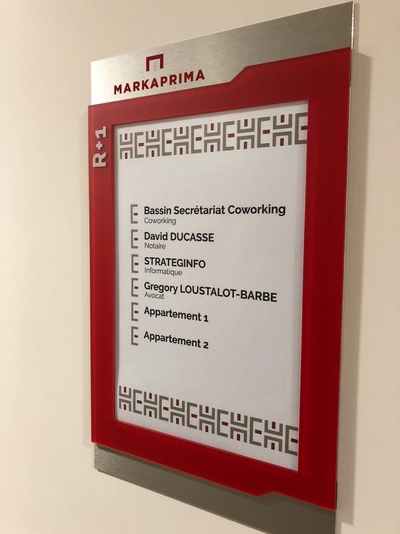 MARKAPRIMA
R+1
Bassin Secrétariat Coworking
Coworking
David DUCASSE
Notaire
STRATEGINFO
Informatique
Gregory LOUSTALOT-BARBE
Avocat
Appartement 1
Appartement 2